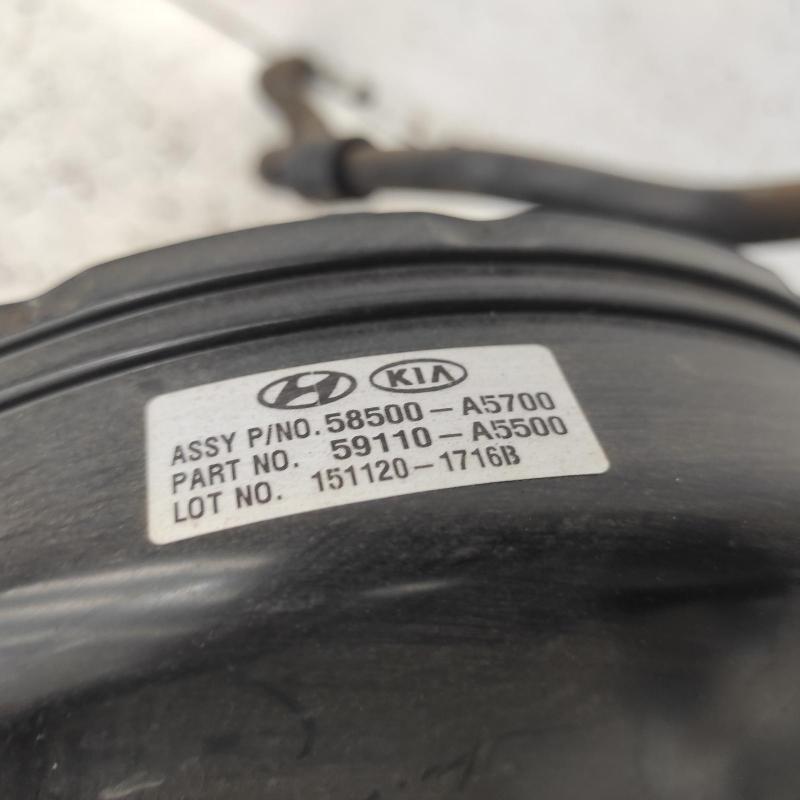 KIA
ASSY P/NO. 58500-A5700
PART NO. 59110-A5500
LOT NO. 151120-1716B